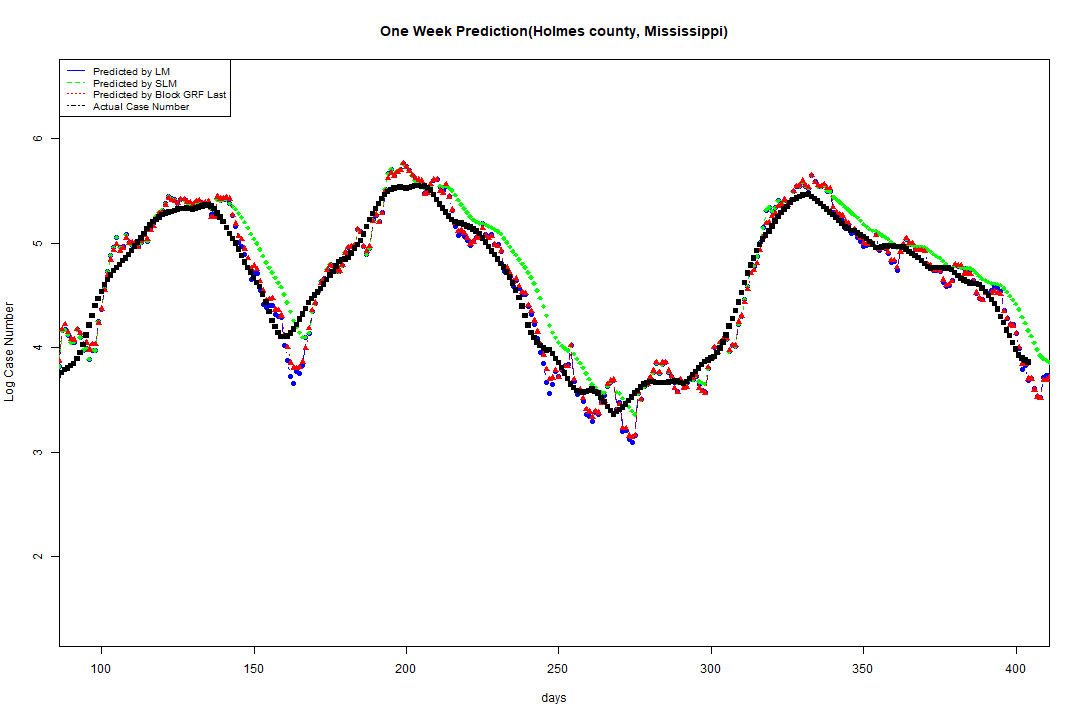 One Week Prediction(Holmes county, Mississippi)
Predicted by LM
Predicted by SLM
Predicted by Block GRF Last
Actual Case Number
6
5
4
3
2
Log Case Number
100 150 200 250 300 350 400
days